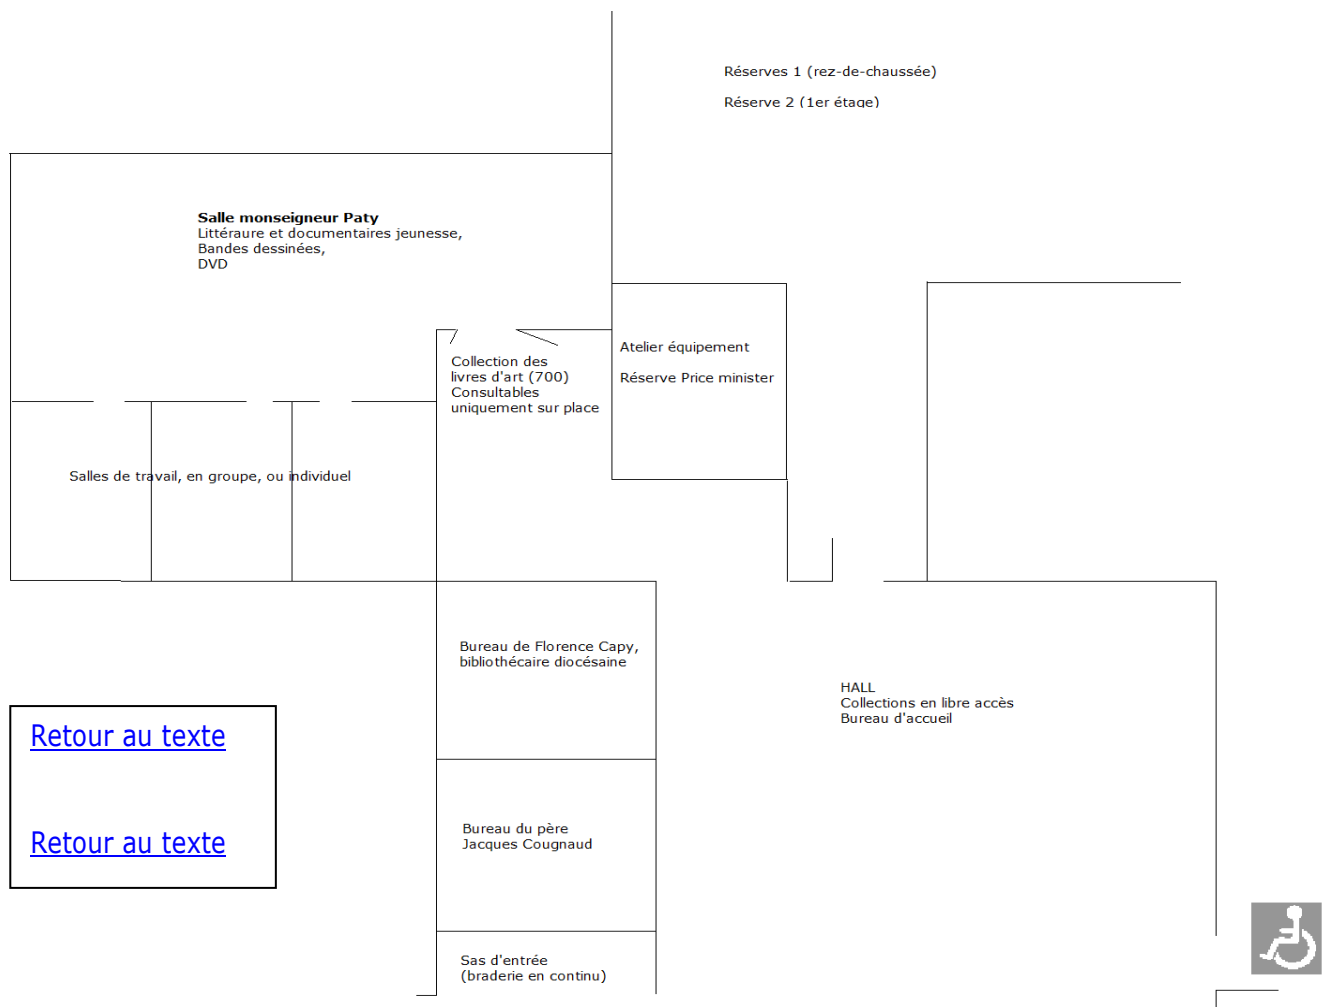 Réserves 1 (rez-de-chaussée)
Réserve 2 (1er étage)
Salle monseigneur Paty
Littéraure et documentaires jeunesse,
Bandes dessinées,
DVD
Atelier équipement
Réserve Price minister
Collection des
livres d'art (700)
Consultables
uniquement sur place
Salles de travail, en groupe, ou individuel
Bureau de Florence Capy,
bibliothécaire diocésaine
HALL
Collections en libre accès
Bureau d'accueil
Retour au texte
Retour au texte
Bureau du père
Jacques Cougnaud
Sas d'entrée
(braderie en continu)